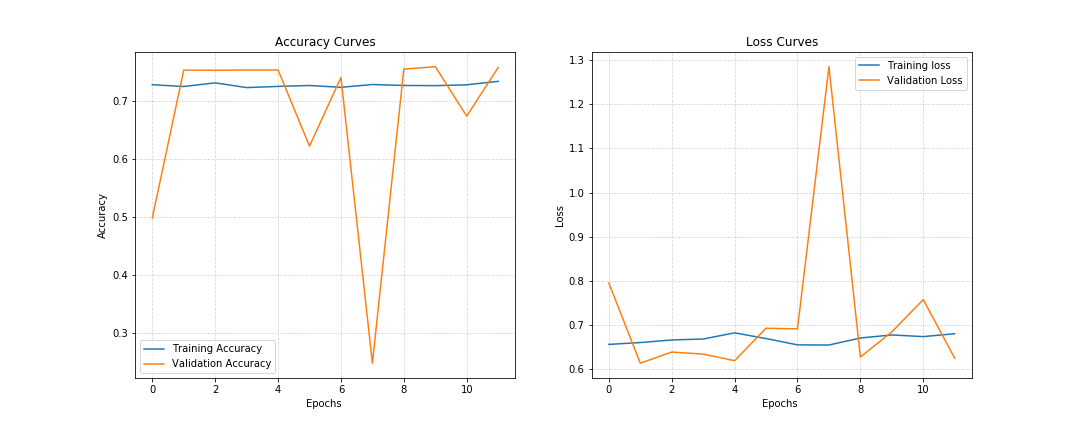 Accuracy Curves
Accuracy
0.7
0.6
0.5
0.4
0.3
Training Accuracy
Validation Accuracy
0 2 4 6 8 10
Epochs
Loss Curves
Loss
1.3
1.2
1.1
1.0
0.9
0.8
0.7
0.6
Training loss
Validation Loss
0 2 4 6 8 10
Epochs